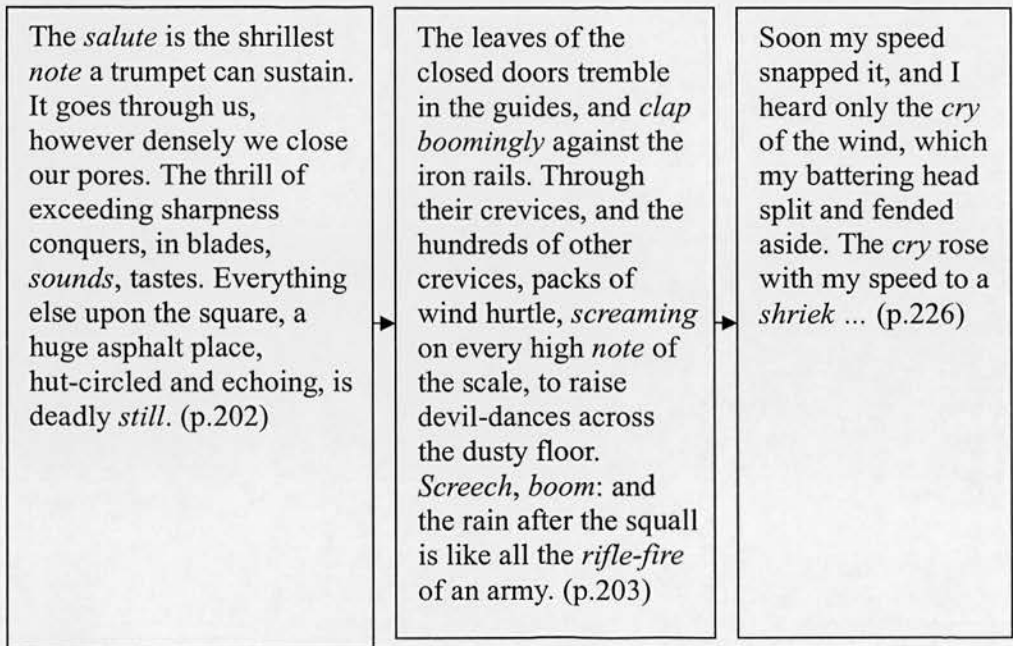 The salute is the shrillest
note a trumpet can sustain.
It goes through us,
however densely we close
our pores. The thrill of
exceeding sharpness
conquers, in blades,
sounds, tastes. Everything
else upon the square, a
huge asphalt place,
hut-circled and echoing, is
deadly still. (p.202)
The leaves of the
closed doors tremble
in the guides, and clap
boomingly against the
iron rails. Through
their crevices, and the
hundreds of other
crevices, packs of
wind hurtle, screaming
on every high note of
the scale, to raise
devil-dances across
the dusty floor.
Screech, boom: and
the rain after the squall
is like all the rifle-fire
of an army. (p.203)
Soon my speed
snapped it, and I
heard only the cry
of the wind, which
my battering head
split and fended
aside. The cry rose
with my speed to a
shriek ... (p.226)